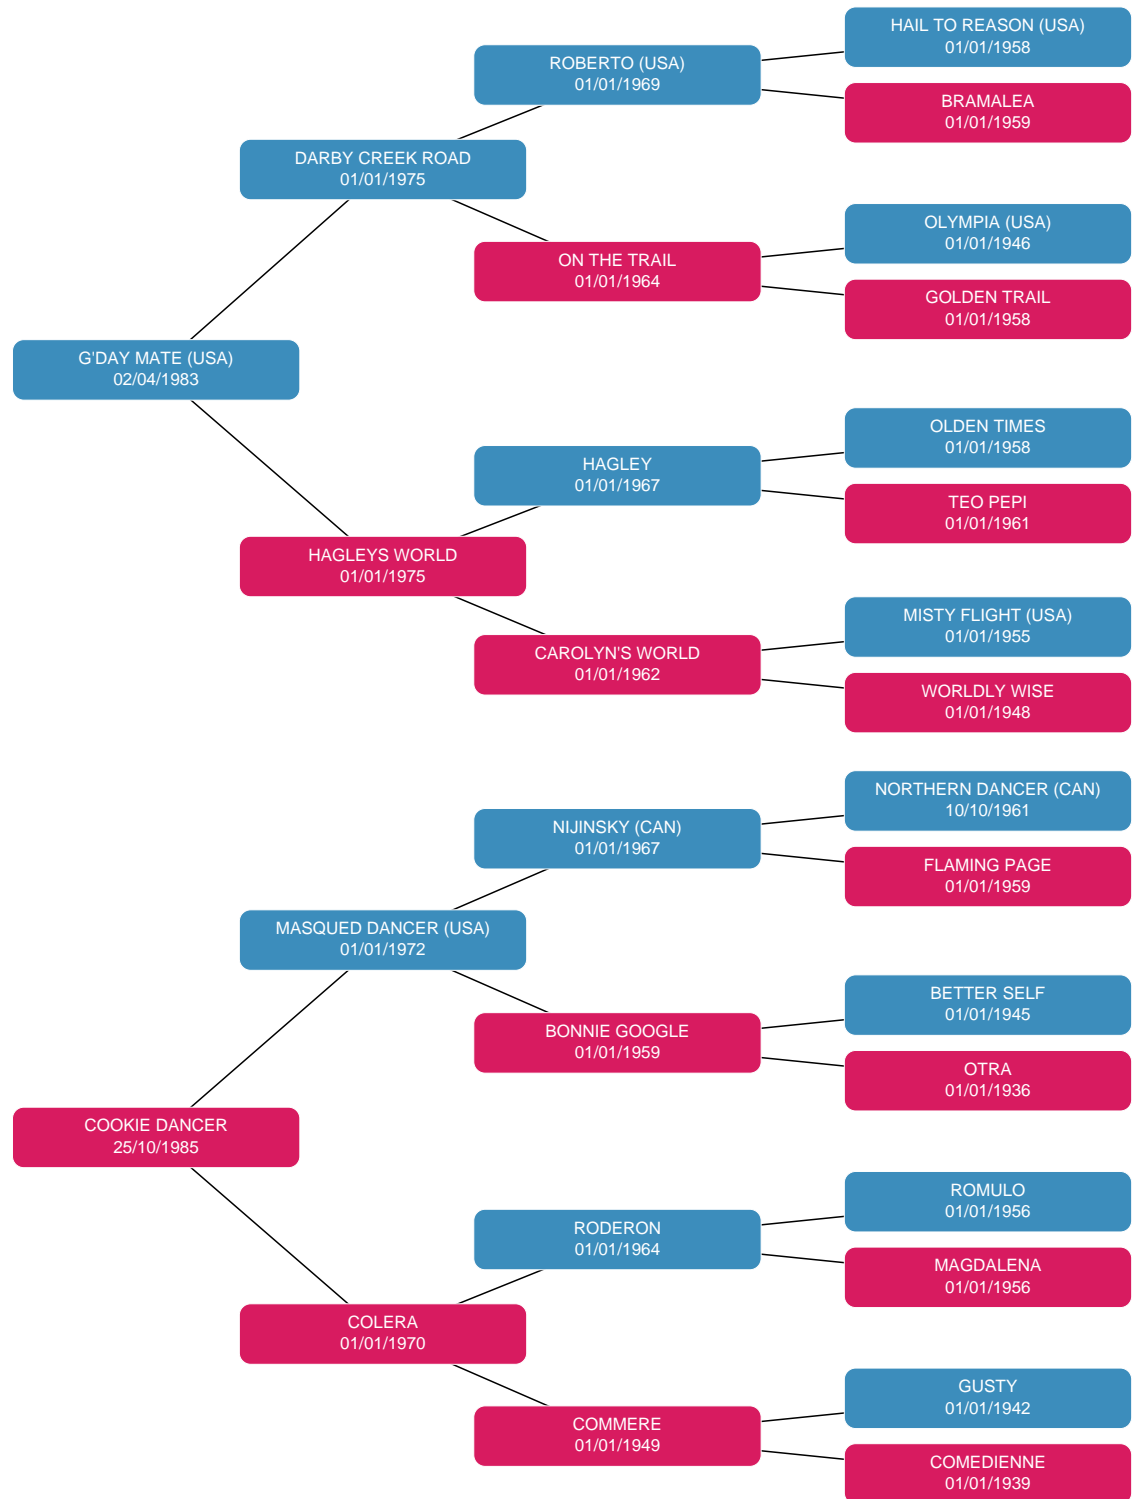 HAIL TO REASON (USA)
01/01/1958
ROBERTO (USA)
01/01/1969
BRAMALEA
01/01/1959
DARBY CREEK ROAD
01/01/1975
OLYMPIA (USA)
01/01/1946
ON THE TRAIL
01/01/1964
GOLDEN TRAIL
01/01/1958
G'DAY MATE (USA)
02/04/1983
OLDEN TIMES
01/01/1958
HAGLEY
01/01/1967
TEO PEPI
01/01/1961
HAGLEYS WORLD
01/01/1975
MISTY FLIGHT (USA)
01/01/1955
CAROLYN'S WORLD
01/01/1962
WORLDLY WISE
01/01/1948
NORTHERN DANCER (CAN)
10/10/1961
NIJINSKY (CAN)
01/01/1967
FLAMING PAGE
01/01/1959
MASQUED DANCER (USA)
01/01/1972
BETTER SELF
01/01/1945
BONNIE GOOGLE
01/01/1959
OTRA
01/01/1936
COOKIE DANCER
25/10/1985
ROMULO
01/01/1956
RODERON
01/01/1964
MAGDALENA
01/01/1956
COLERA
01/01/1970
GUSTY
01/01/1942
COMMERE
01/01/1949
COMEDIENNE
01/01/1939